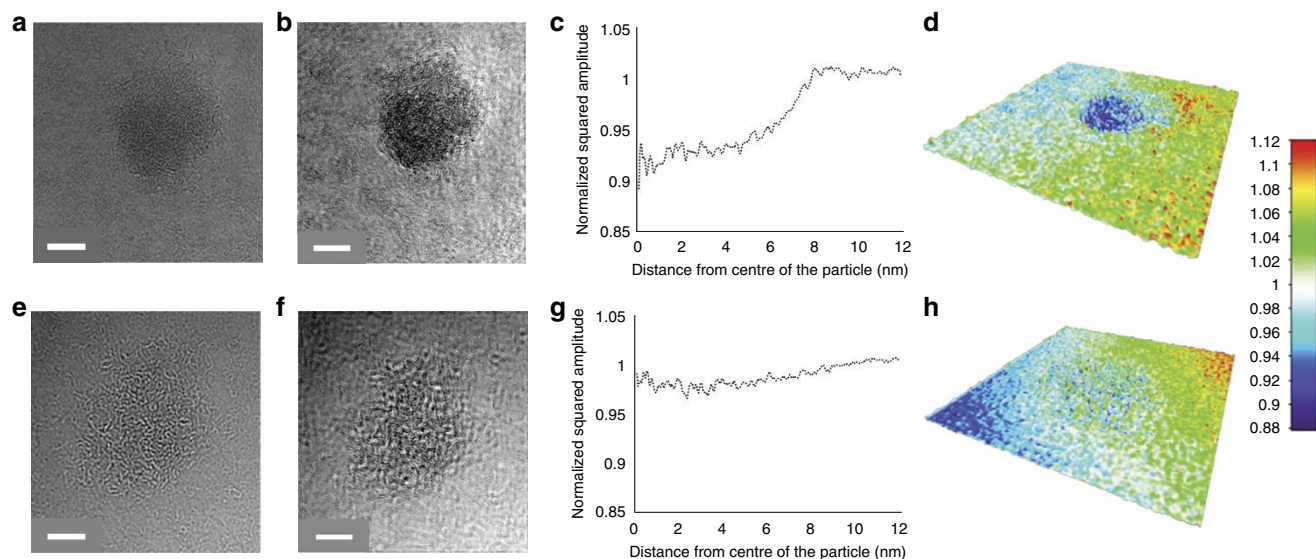 a
b
c
d
Normalized squared amplitude
1.05
1
0.95
0.9
0.85
0 2 4 6 8 10 12
Distance from centre of the particle (nm)
1.12
1.1
1.08
1.06
1.04
1.02
1
0.98
0.96
0.94
0.92
0.9
0.88
e
f
g
h
Normalized squared amplitude
1.05
1
0.95
0.9
0.85
0 2 4 6 8 10 12
Distance from centre of the particle (nm)